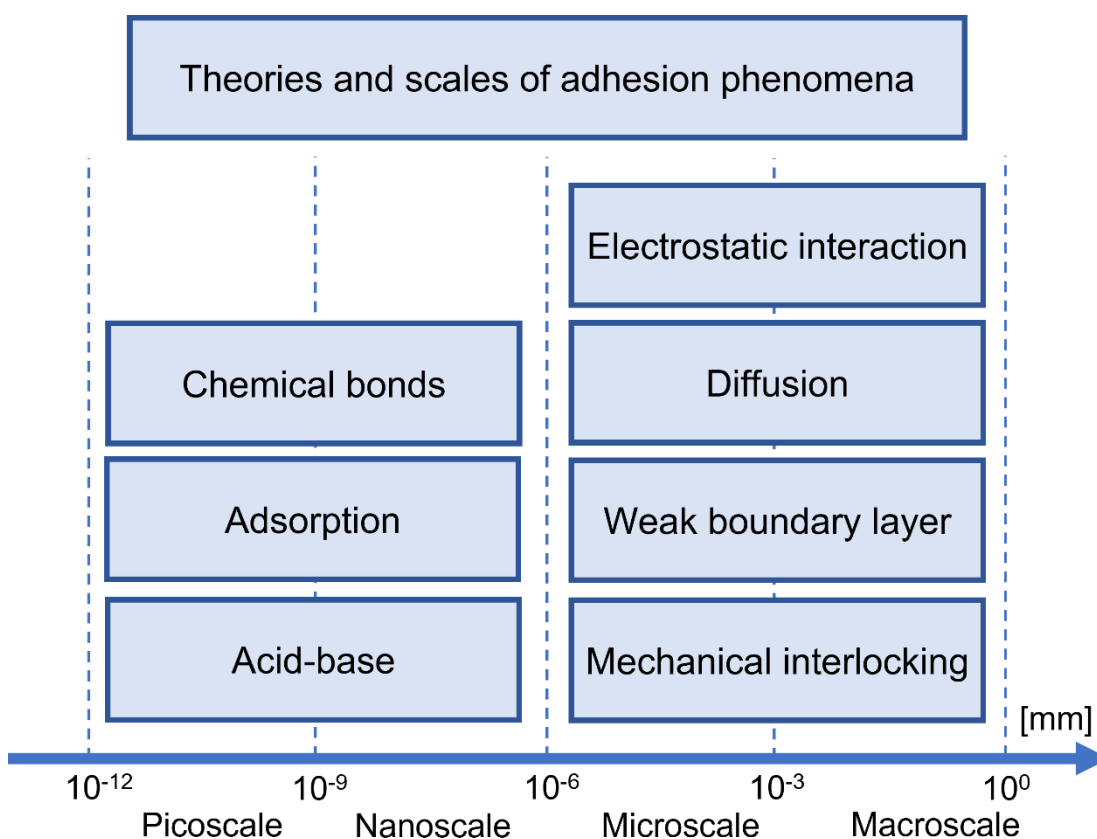 Theories and scales of adhesion phenomena
Electrostatic interaction
Chemical bonds
Diffusion
Adsorption
Weak boundary layer
Acid-base
Mechanical interlocking
[mm]
10⁻¹² 10⁻⁹ 10⁻⁶ 10⁻³ 10⁰
Picoscale Nanoscale Microscale Macroscale